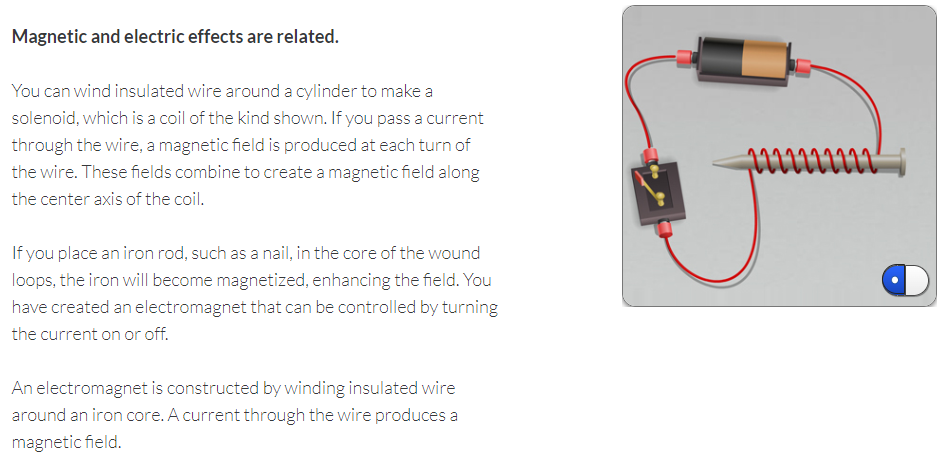 Magnetic and electric effects are related.
You can wind insulated wire around a cylinder to make a
solenoid, which is a coil of the kind shown. If you pass a current
through the wire, a magnetic field is produced at each turn of
the wire. These fields combine to create a magnetic field along
the center axis of the coil.
If you place an iron rod, such as a nail, in the core of the wound
loops, the iron will become magnetized, enhancing the field. You
have created an electromagnet that can be controlled by turning
the current on or off.
An electromagnet is constructed by winding insulated wire
around an iron core. A current through the wire produces a
magnetic field.